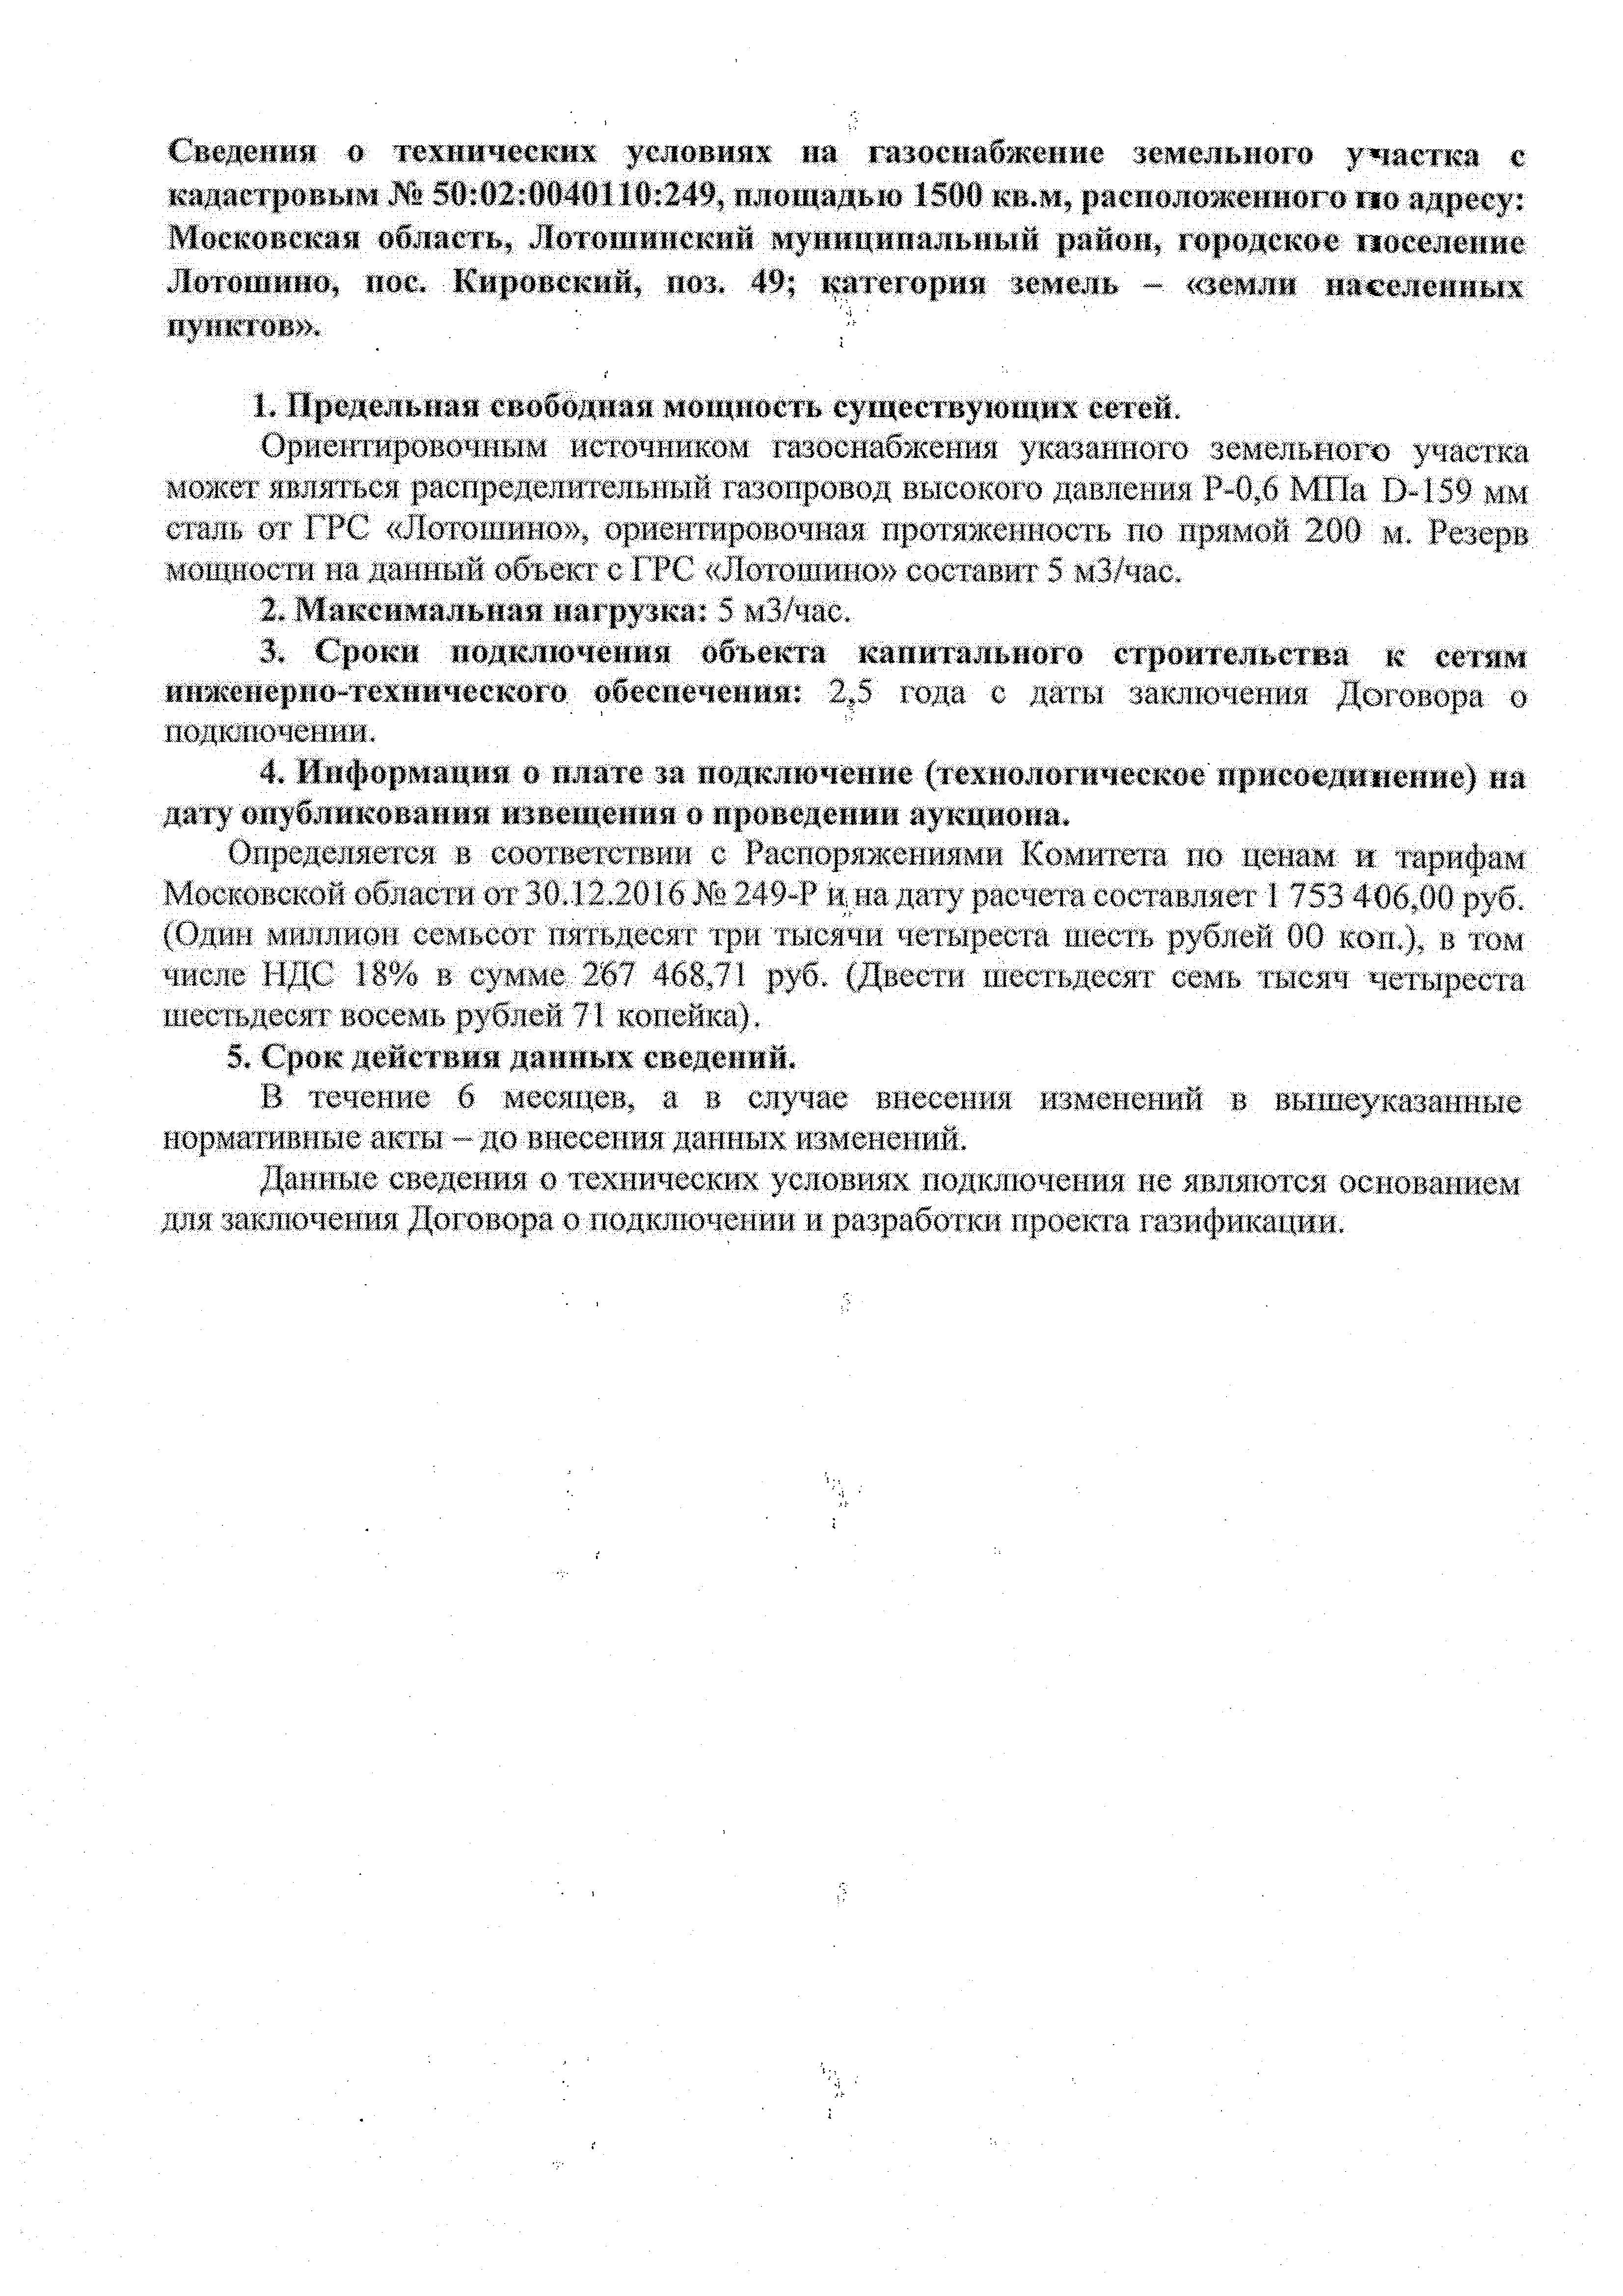 Сведения о технических условиях на газоснабжение земельного участка с
кадастровым № 50:02:0040110:249, площадью 1500 кв.м, расположенного по адресу:
Московская область, Лотошинский муниципальный район, городское поселение
Лотошино, пос. Кировский, поз. 49; категория земель – «земли населенных
пунктов».
1. Предельная свободная мощность существующих сетей.
Ориентировочным источником газоснабжения указанного земельного участка
может являться распределительный газопровод высокого давления Р-0,6 МПа D-159 мм
сталь от ГРС «Лотошино», ориентировочная протяженность по прямой 200 м. Резерв
мощности на данный объект с ГРС «Лотошино» составит 5 м3/час.
2. Максимальная нагрузка: 5 м3/час.
3. Сроки подключения объекта капитального строительства к сетям
инженерно-технического обеспечения: 2,5 года с даты заключения Договора о
подключении.
4. Информация о плате за подключение (технологическое присоединение) на
дату опубликования извещения о проведении аукциона.
Определяется в соответствии с Распоряжениями Комитета по ценам и тарифам
Московской области от 30.12.2016 № 249-Р и на дату расчета составляет 1 753 406,00 руб.
(Один миллион семьсот пятьдесят три тысячи четыреста шесть рублей 00 коп.), в том
числе НДС 18% в сумме 267 468,71 руб. (Двести шестьдесят семь тысяч четыреста
шестьдесят восемь рублей 71 копейка).
5. Срок действия данных сведений.
В течение 6 месяцев, а в случае внесения изменений в вышеуказанные
нормативные акты – до внесения данных изменений.
Данные сведения о технических условиях подключения не являются основанием
для заключения Договора о подключении и разработки проекта газификации.